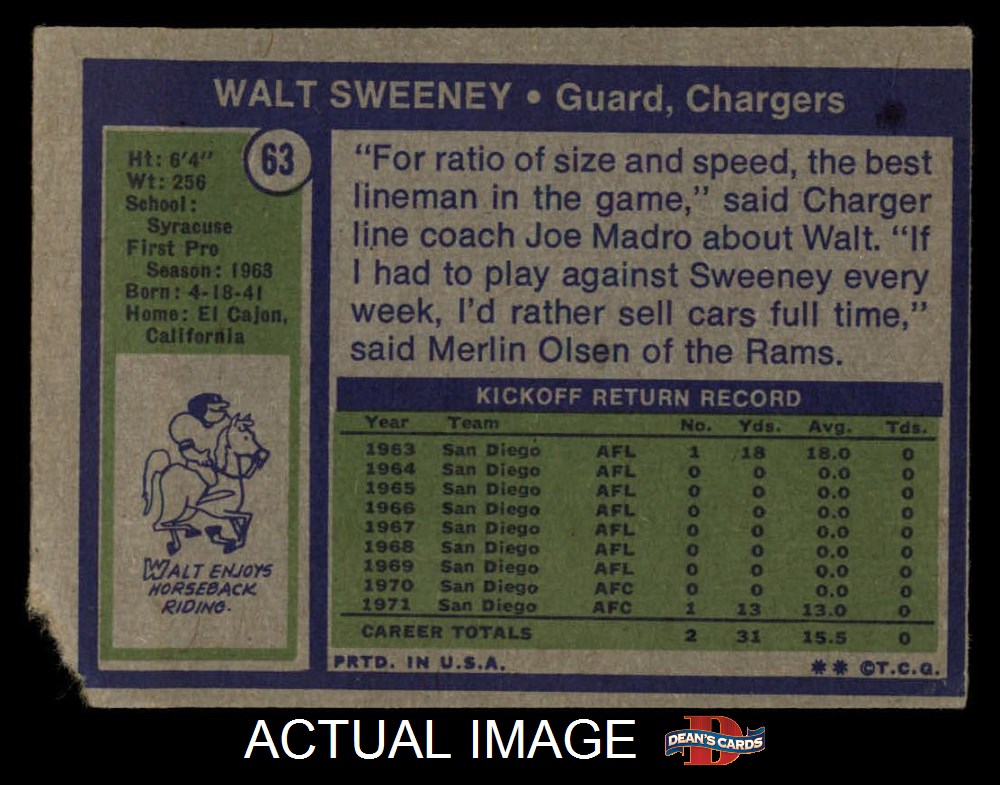 WALT SWEENEY • Guard, Chargers
63
Ht: 6'4"
Wt: 256
School:
Syracuse
First Pro
Season: 1963
Born: 4-18-41
Home: El Cajon,
California
WALT ENJOYS
HORSEBACK
RIDING.
"For ratio of size and speed, the best
lineman in the game," said Charger
line coach Joe Madro about Walt. "If
I had to play against Sweeney every
week, I'd rather sell cars full time,"
said Merlin Olsen of the Rams.
KICKOFF RETURN RECORD
Year Team No. Yds. Avg. Tds.
1963 San Diego AFL 1 18 18.0 0
1964 San Diego AFL 0 0 0.0 0
1965 San Diego AFL 0 0 0.0 0
1966 San Diego AFL 0 0 0.0 0
1967 San Diego AFL 0 0 0.0 0
1968 San Diego AFL 0 0 0.0 0
1969 San Diego AFL 0 0 0.0 0
1970 San Diego AFC 0 0 0.0 0
1971 San Diego AFC 1 13 13.0 0
CAREER TOTALS 2 31 15.5 0
PRTD. IN U.S.A. ** ©T.C.G.
ACTUAL IMAGE
D
DEAN'S CARDS